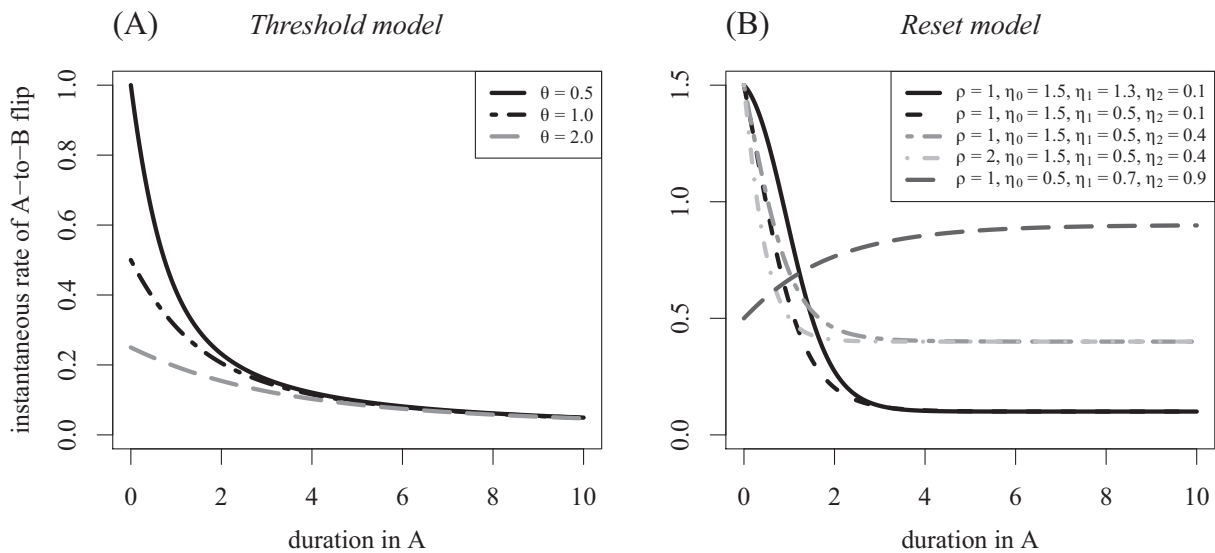 (A) Threshold model
instantaneous rate of A−to−B flip
1.0
0.8
0.6
0.4
0.2
0.0
θ = 0.5
θ = 1.0
θ = 2.0
0 2 4 6 8 10
duration in A
(B) Reset model
1.5
1.0
0.5
0.0
ρ = 1, η0 = 1.5, η1 = 1.3, η2 = 0.1
ρ = 1, η0 = 1.5, η1 = 0.5, η2 = 0.1
ρ = 1, η0 = 1.5, η1 = 0.5, η2 = 0.4
ρ = 2, η0 = 1.5, η1 = 0.5, η2 = 0.4
ρ = 1, η0 = 0.5, η1 = 0.7, η2 = 0.9
0 2 4 6 8 10
duration in A